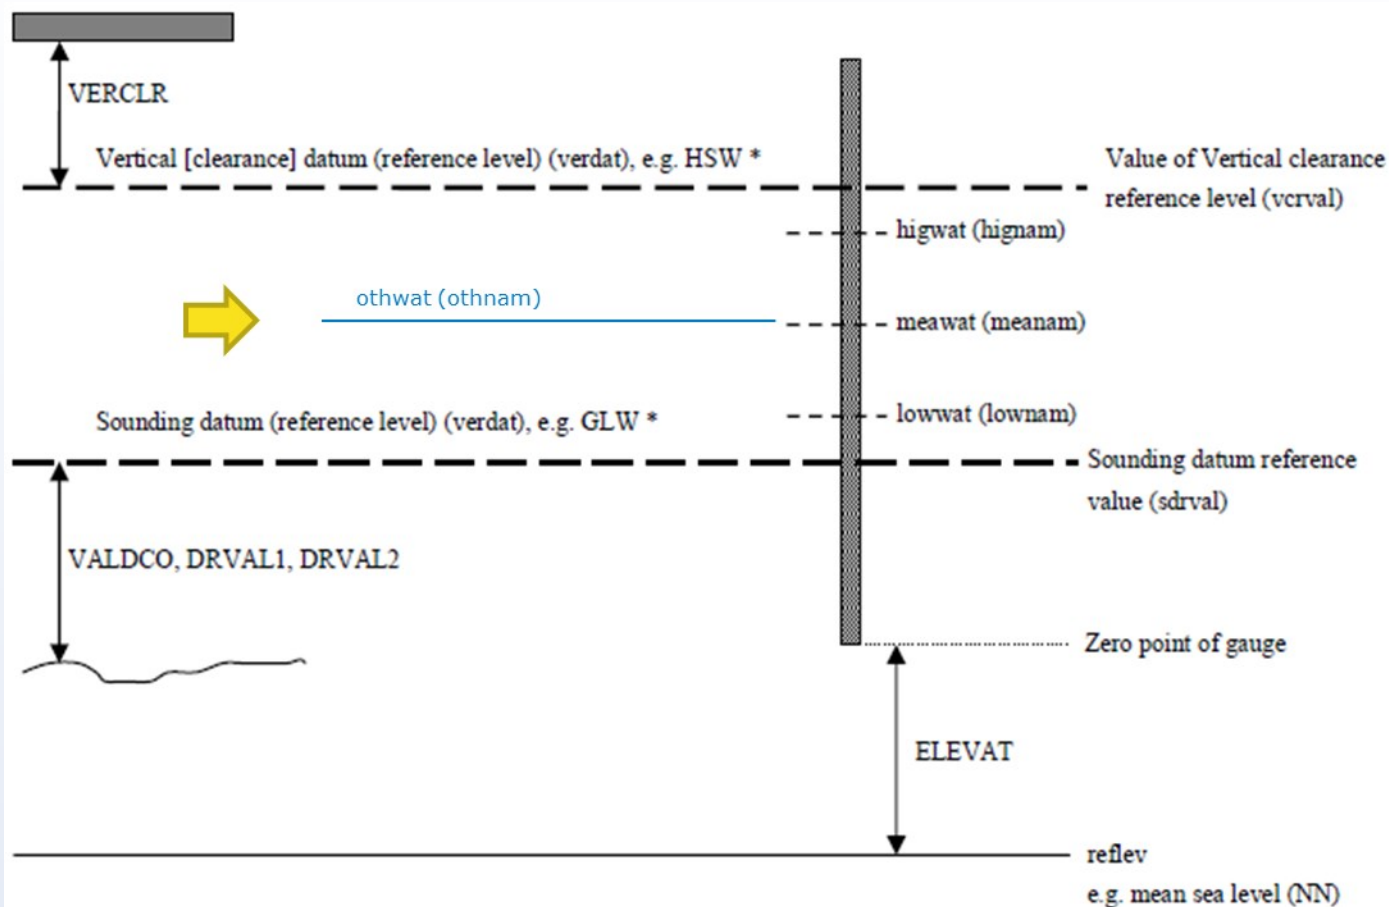 VERCLR
Vertical [clearance] datum (reference level) (verdat), e.g. HSW *
Value of Vertical clearance
reference level (vcrval)
higwat (hignam)
othwat (othnam)
meawat (meanam)
lowwat (lownam)
Sounding datum (reference level) (verdat), e.g. GLW *
Sounding datum reference
value (sdrval)
VALDCO, DRVAL1, DRVAL2
Zero point of gauge
ELEVAT
reflev
e.g. mean sea level (NN)